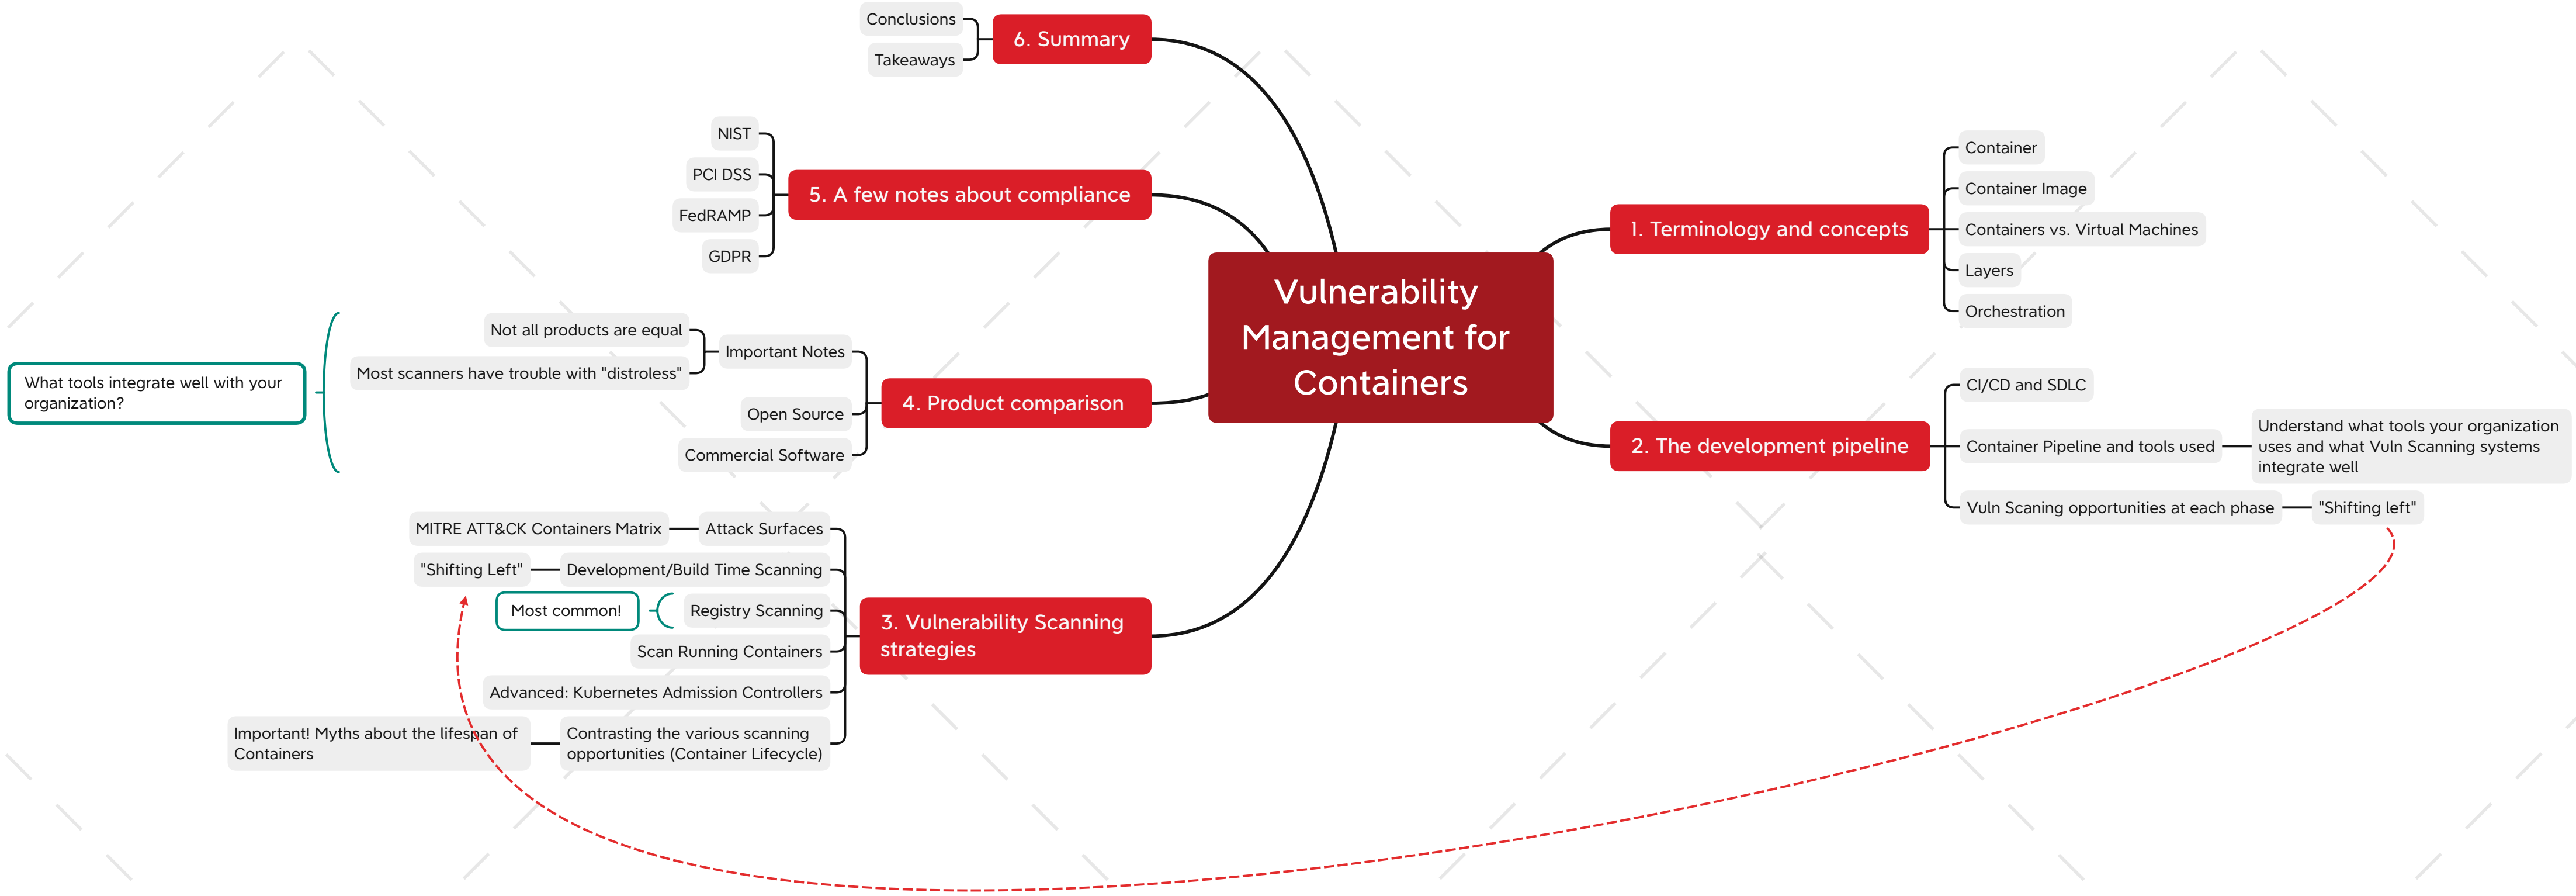 Vulnerability
Management for
Containers
1. Terminology and concepts
Container
Container Image
Containers vs. Virtual Machines
Layers
Orchestration
2. The development pipeline
CI/CD and SDLC
Container Pipeline and tools used
Understand what tools your organization
uses and what Vuln Scanning systems
integrate well
Vuln Scaning opportunities at each phase
"Shifting left"
3. Vulnerability Scanning
strategies
Attack Surfaces
MITRE ATT&CK Containers Matrix
Development/Build Time Scanning
"Shifting Left"
Registry Scanning
Most common!
Scan Running Containers
Advanced: Kubernetes Admission Controllers
Contrasting the various scanning
opportunities (Container Lifecycle)
Important! Myths about the lifespan of
Containers
4. Product comparison
Important Notes
Not all products are equal
Most scanners have trouble with "distroless"
Open Source
Commercial Software
What tools integrate well with your
organization?
5. A few notes about compliance
NIST
PCI DSS
FedRAMP
GDPR
6. Summary
Conclusions
Takeaways